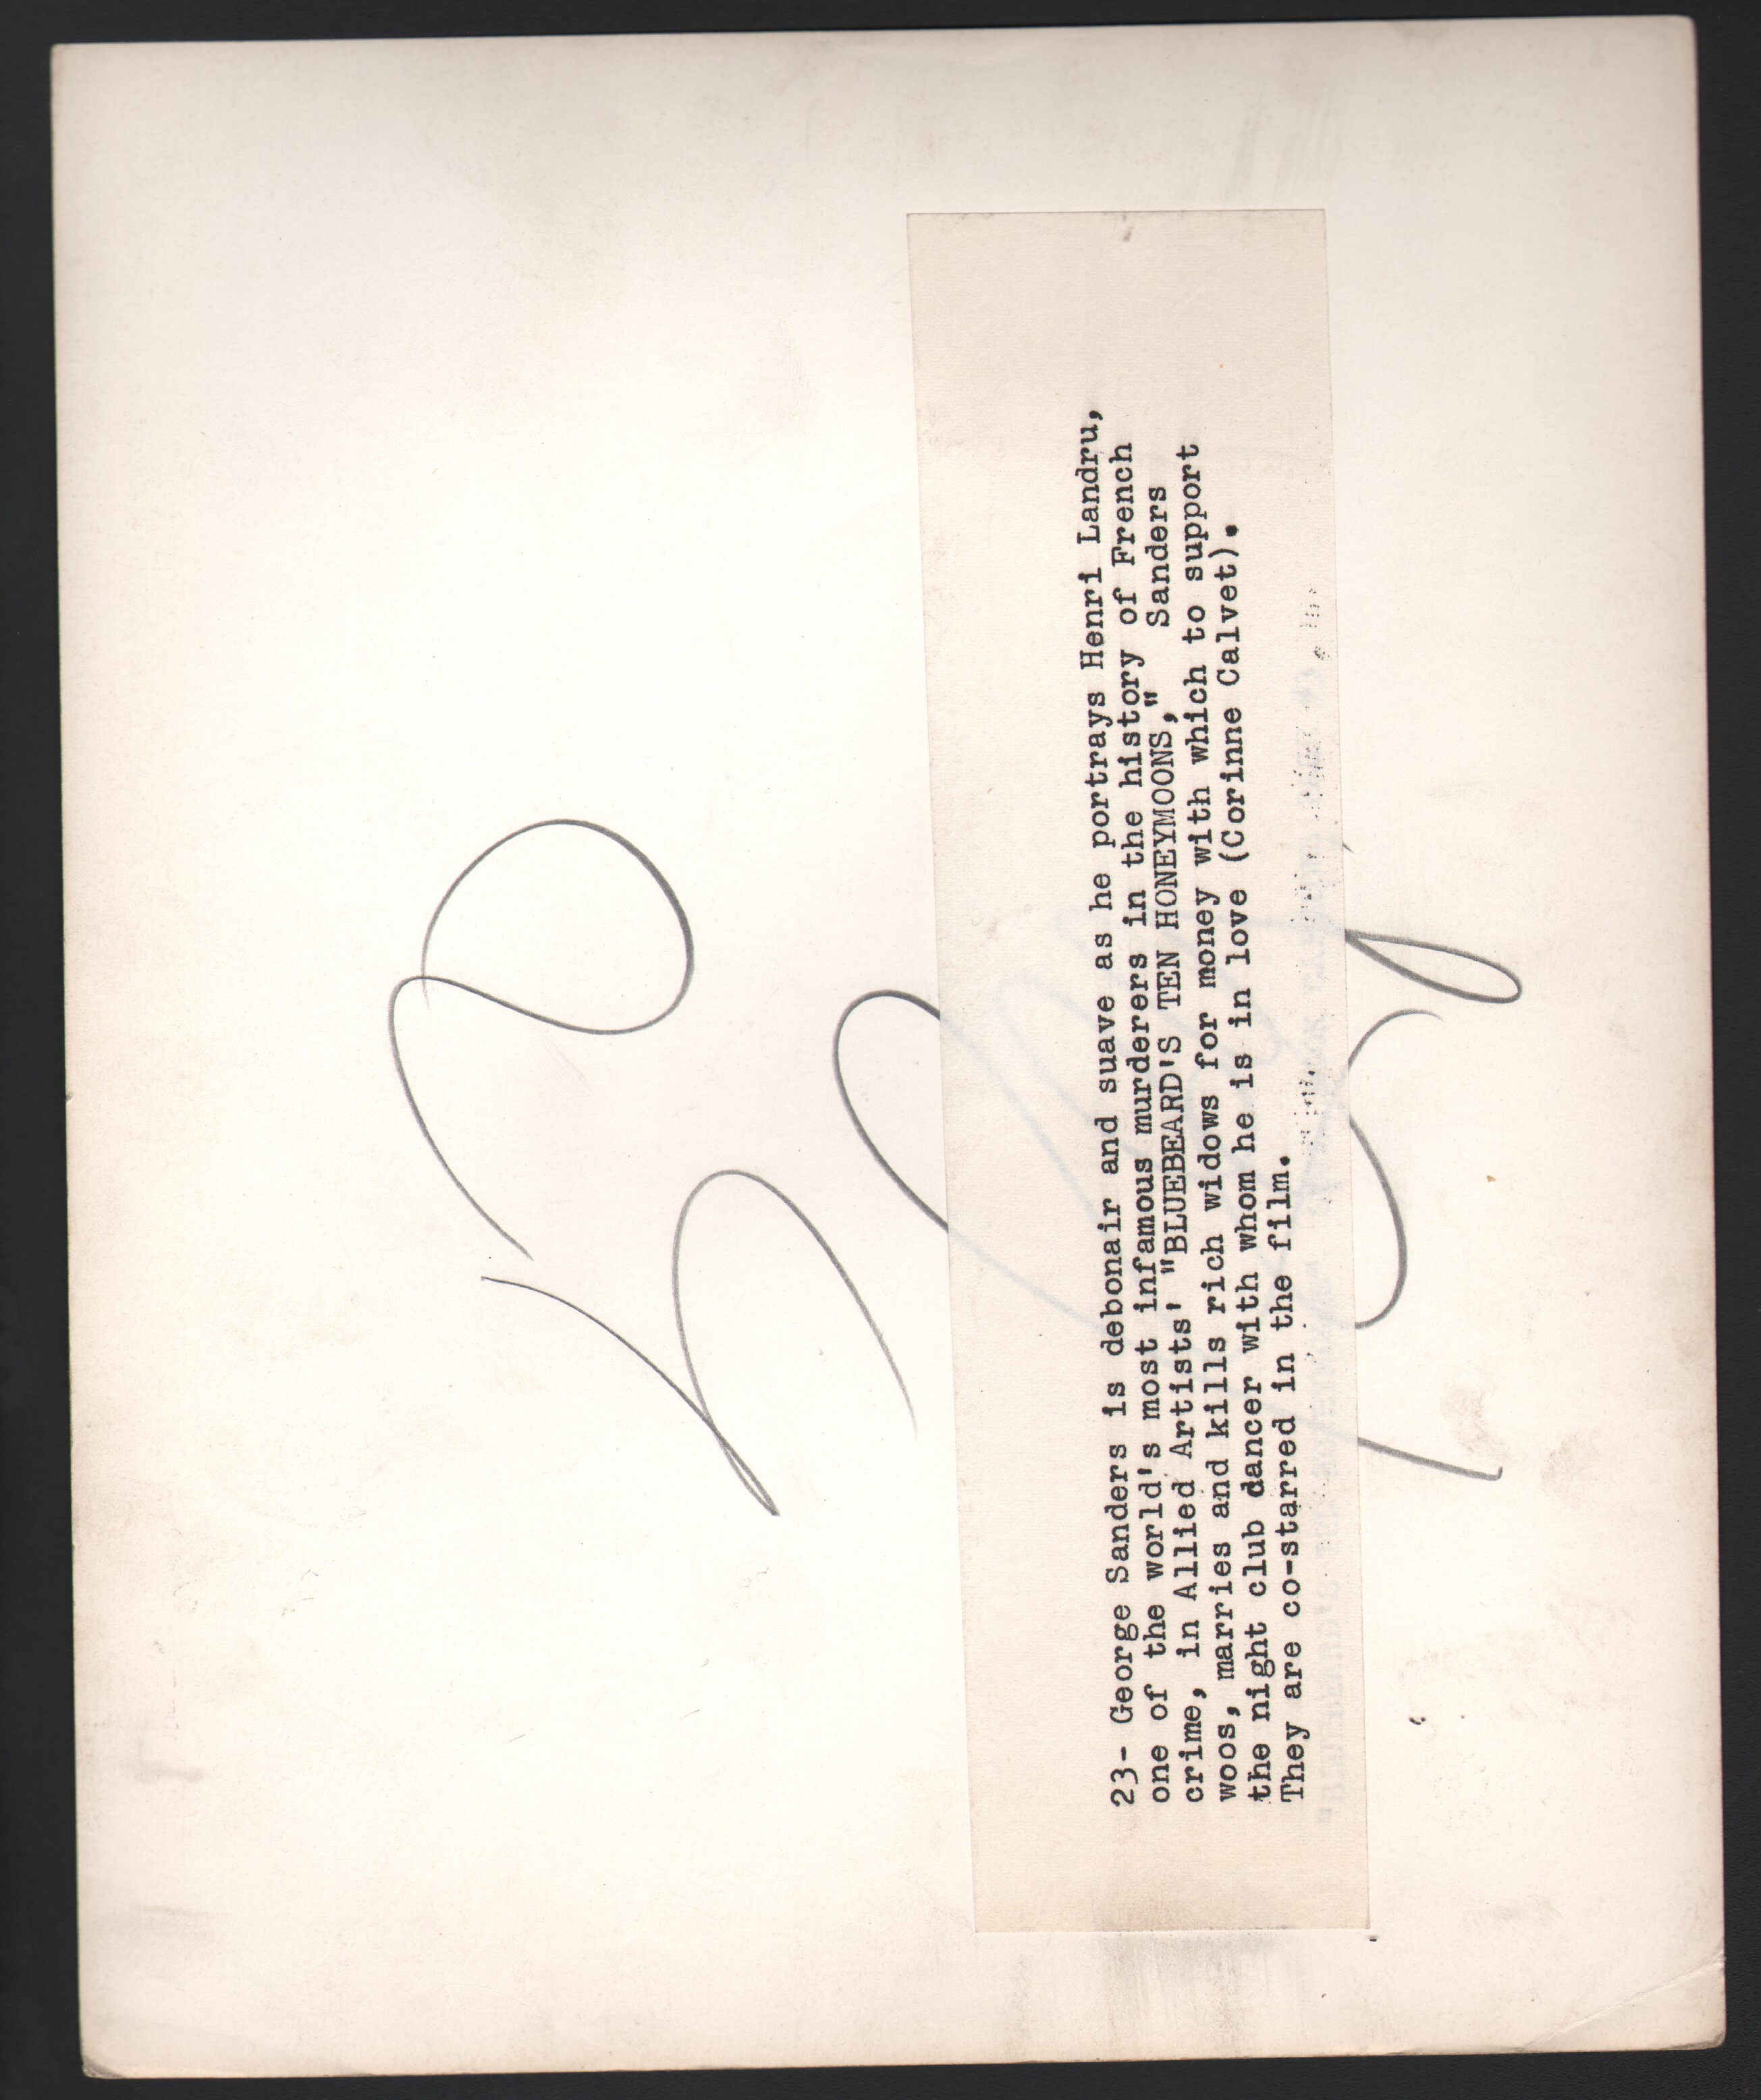 23- George Sanders is debonair and suave as he portrays Henri Landru,
one of the world's most infamous murderers in the history of French
crime, in Allied Artists' "BLUEBEARD'S TEN HONEYMOONS," Sanders
woos, marries and kills rich widows for money with which to support
the night club dancer with whom he is in love (Corinne Calvet).
They are co-starred in the film.